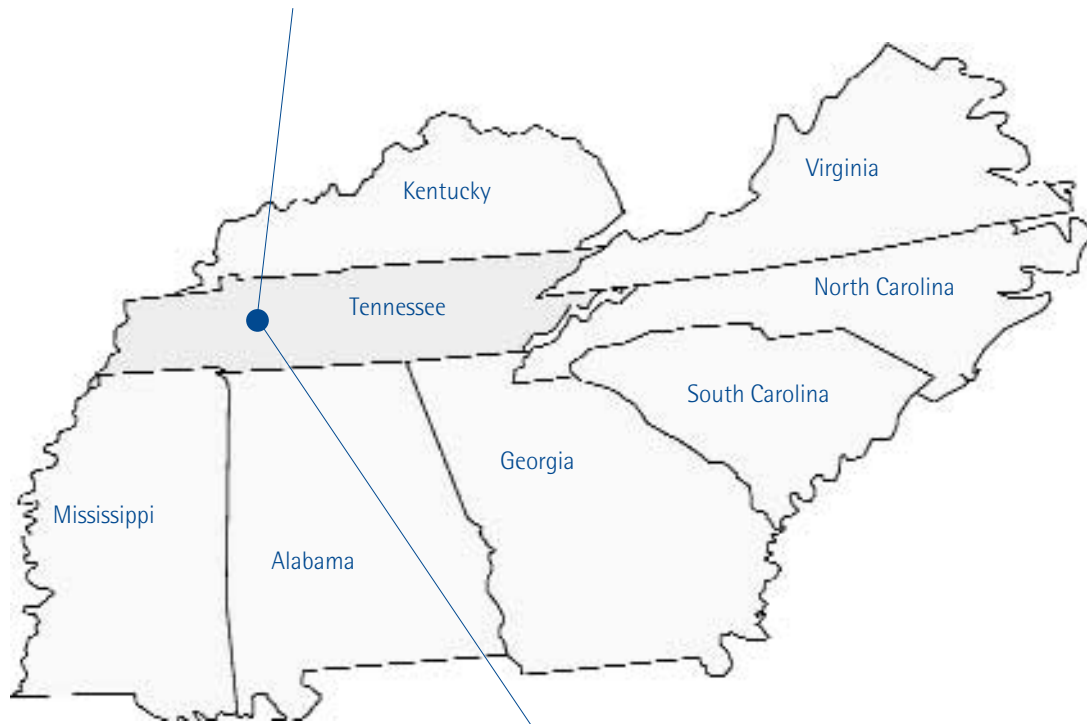 Virginia
Kentucky
North Carolina
Tennessee
South Carolina
Georgia
Mississippi
Alabama